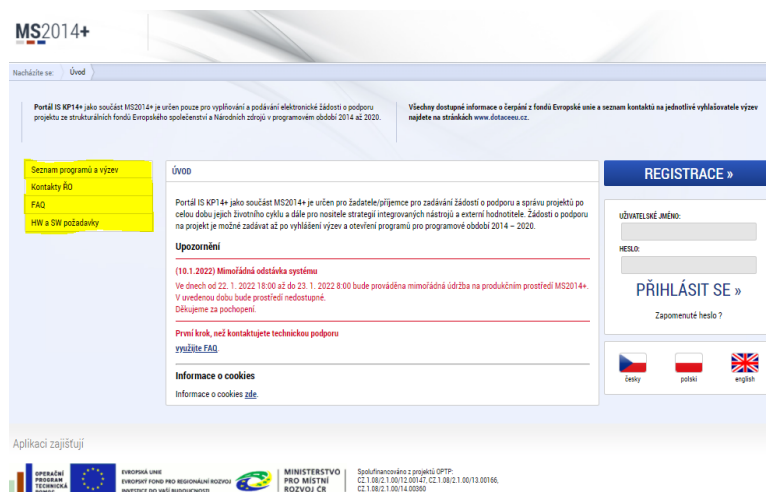 MS2014+
Nacházíte se: Úvod
Portál IS KP14+ jako součást MS2014+ je určen pouze pro vyplňování a podávání elektronické žádosti o podporu
projektu ze strukturálních fondů Evropského společenství a Národních zdrojů v programovém období 2014 až 2020.
Všechny dostupné informace o čerpání z fondů Evropské unie a seznam kontaktů na jednotlivé vyhlašovatele výzev
najdete na stránkách www.dotaceeu.cz.
Seznam programů a výzev
Kontakty ŘO
FAQ
HW a SW požadavky
ÚVOD
Portál IS KP14+ jako součást MS2014+ je určen pro žadatele/příjemce pro zadávání žádostí o podporu a správu projektů po
celou dobu jejich životního cyklu a dále pro nositele strategií integrovaných nástrojů a externí hodnotitele. Žádosti o podporu
na projekt je možné zadávat až po vyhlášení výzev a otevření programů pro programové období 2014 – 2020.
Upozornění
(10.1.2022) Mimořádná odstávka systému
Ve dnech od 22. 1. 2022 18:00 až do 23. 1. 2022 8:00 bude prováděna mimořádná údržba na produkčním prostředí MS2014+.
V uvedenou dobu bude prostředí nedostupné.
Děkujeme za pochopení.
První krok, než kontaktujete technickou podporu
využijte FAQ
Informace o cookies
Informace o cookies zde.
REGISTRACE »
UŽIVATELSKÉ JMÉNO:
HESLO:
PŘIHLÁSIT SE »
Zapomenuté heslo ?
česky polski english
Aplikaci zajišťují
OPERAČNÍ
PROGRAM
TECHNICKÁ
EVROPSKÁ UNIE
EVROPSKÝ FOND PRO REGIONÁLNÍ ROZVOJ
INVESTICE DO VAŠÍ BUDOUCNOSTI
MINISTERSTVO
PRO MÍSTNÍ
ROZVOJ ČR
Spolufinancováno z projektů OPTP:
CZ.1.08/2.1.00/12.00147, CZ.1.08/2.1.00/13.00166,
CZ.1.08/2.1.00/14.00360